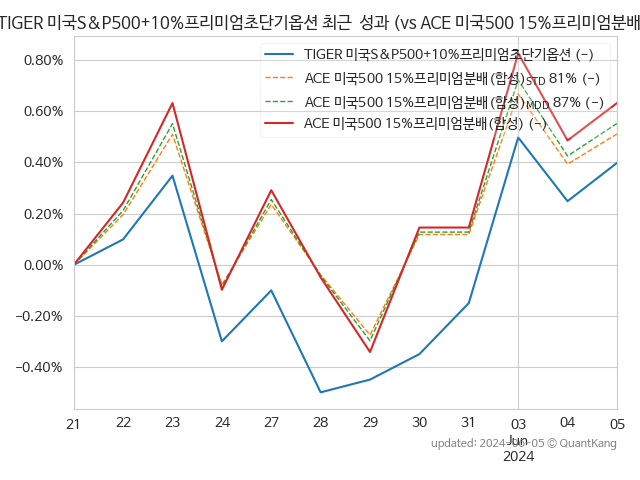 TIGER 미국S&P500+10%프리미엄초단기옵션 최근 성과 (vs ACE 미국500 15%프리미엄분배
TIGER 미국S&P500+10%프리미엄초단기옵션 (-)
ACE 미국500 15%프리미엄분배(합성)STD 81% (-)
ACE 미국500 15%프리미엄분배(합성)MDD 87% (-)
ACE 미국500 15%프리미엄분배(합성) (-)
0.80%
0.60%
0.40%
0.20%
0.00%
-0.20%
-0.40%
21 22 23 24 27 28 29 30 31 03 04 05
Jun
2024
updated: 2024-06-05 © QuantKang